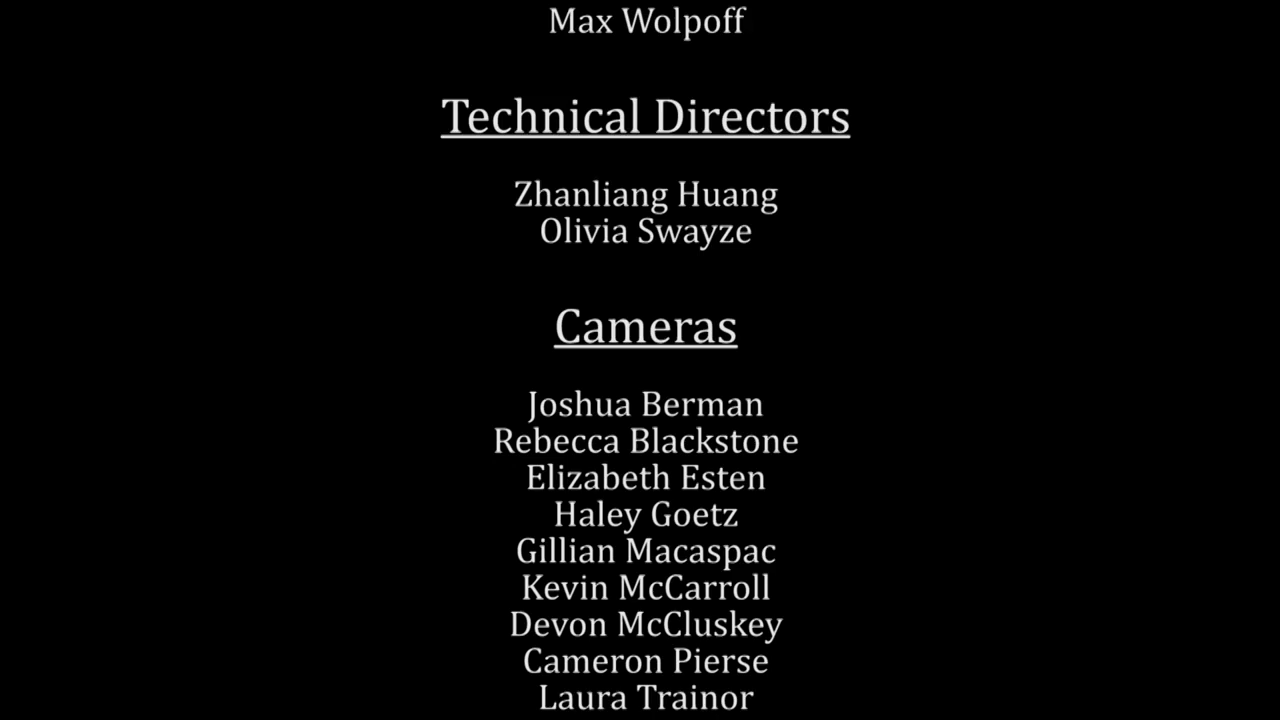 Max Wolpoff
Technical Directors
Zhanliang Huang
Olivia Swayze
Cameras
Joshua Berman
Rebecca Blackstone
Elizabeth Esten
Haley Goetz
Gillian Macaspac
Kevin McCarroll
Devon McCluskey
Cameron Pierse
Laura Trainor